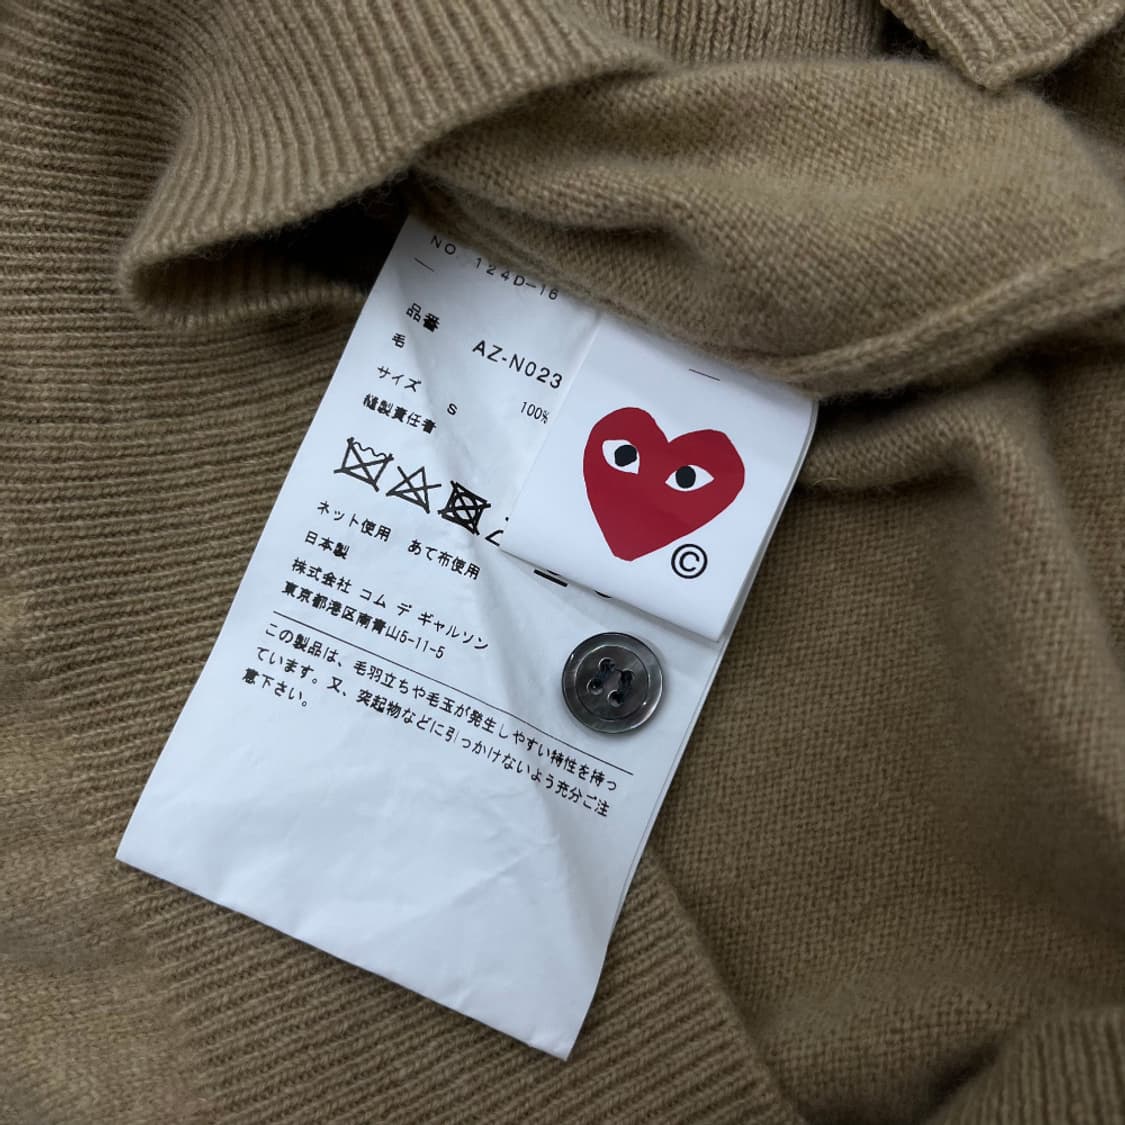 NO. 124D-16
品番
AZ-N023
毛
100%
サイズ
S
縫製責任者
ネット使用 あて布使用
日本製
株式会社 コム デ ギャルソン
東京都港区南青山5-11-5
この製品は、毛羽立ちや毛玉が発生しやすい特性を持っ
ています。又、突起物などに引っかけないよう充分ご注
意下さい。
©